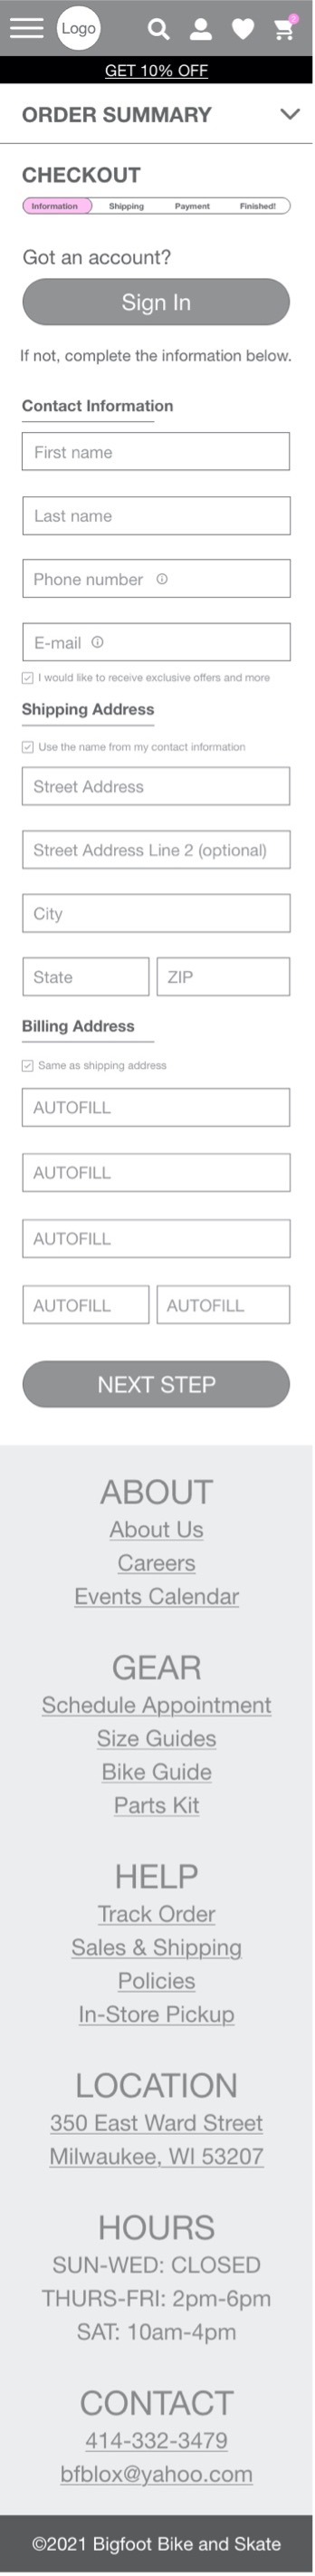 Logo
GET 10% OFF
ORDER SUMMARY
CHECKOUT
Information Shipping Payment Finished!
Got an account?
Sign In
If not, complete the information below.
Contact Information
First name
Last name
Phone number
E-mail
I would like to receive exclusive offers and more
Shipping Address
Use the name from my contact information
Street Address
Street Address Line 2 (optional)
City
State ZIP
Billing Address
Same as shipping address
AUTOFILL
AUTOFILL
AUTOFILL
AUTOFILL AUTOFILL
NEXT STEP
ABOUT
About Us
Careers
Events Calendar
GEAR
Schedule Appointment
Size Guides
Bike Guide
Parts Kit
HELP
Track Order
Sales & Shipping
Policies
In-Store Pickup
LOCATION
350 East Ward Street
Milwaukee, WI 53207
HOURS
SUN-WED: CLOSED
THURS-FRI: 2pm-6pm
SAT: 10am-4pm
CONTACT
414-332-3479
bfblox@yahoo.com
©2021 Bigfoot Bike and Skate